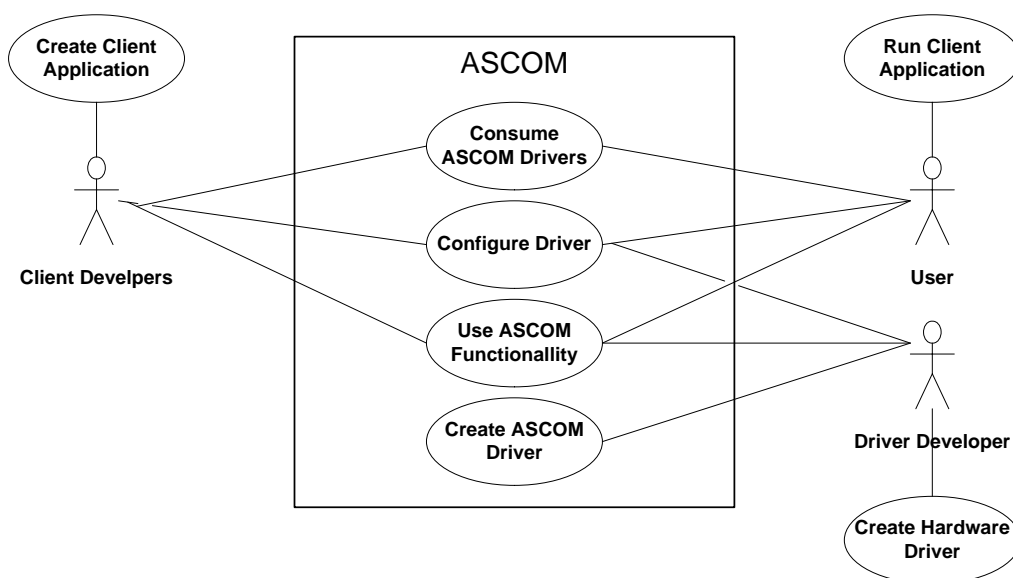 Create Client
Application
ASCOM
Run Client
Application
Consume
ASCOM Drivers
Configure Driver
Client Develpers
User
Use ASCOM
Functionallity
Create ASCOM
Driver
Driver Developer
Create Hardware
Driver